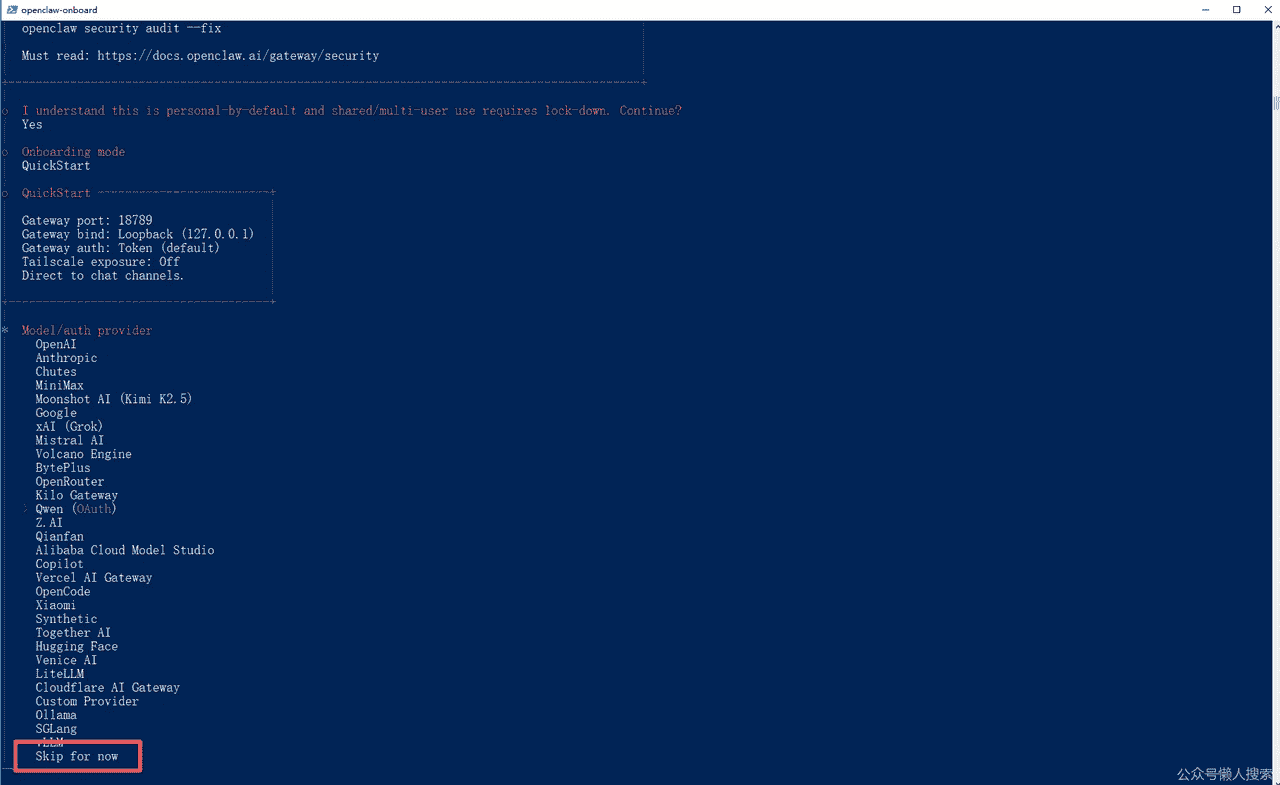 openclaw-onboard
openclaw security audit --fix
Must read: https://docs.openclaw.ai/gateway/security
I understand this is personal-by-default and shared/multi-user use requires lock-down. Continue?
Yes
Onboarding mode
QuickStart
QuickStart
Gateway port: 18789
Gateway bind: Loopback (127.0.0.1)
Gateway auth: Token (default)
Tailscale exposure: Off
Direct to chat channels.
Model/auth provider
OpenAI
Anthropic
Chutes
MiniMax
Moonshot AI (Kimi K2.5)
Google
xAI (Grok)
Mistral AI
Volcano Engine
BytePlus
OpenRouter
Kilo Gateway
Qwen (OAuth)
Z.AI
Qianfan
Alibaba Cloud Model Studio
Copilot
Vercel AI Gateway
OpenCode
Xiaomi
Synthetic
Together AI
Hugging Face
Venice AI
LiteLLM
Cloudflare AI Gateway
Custom Provider
Ollama
SGLang
vLLM
Skip for now
公众号懒人搜索